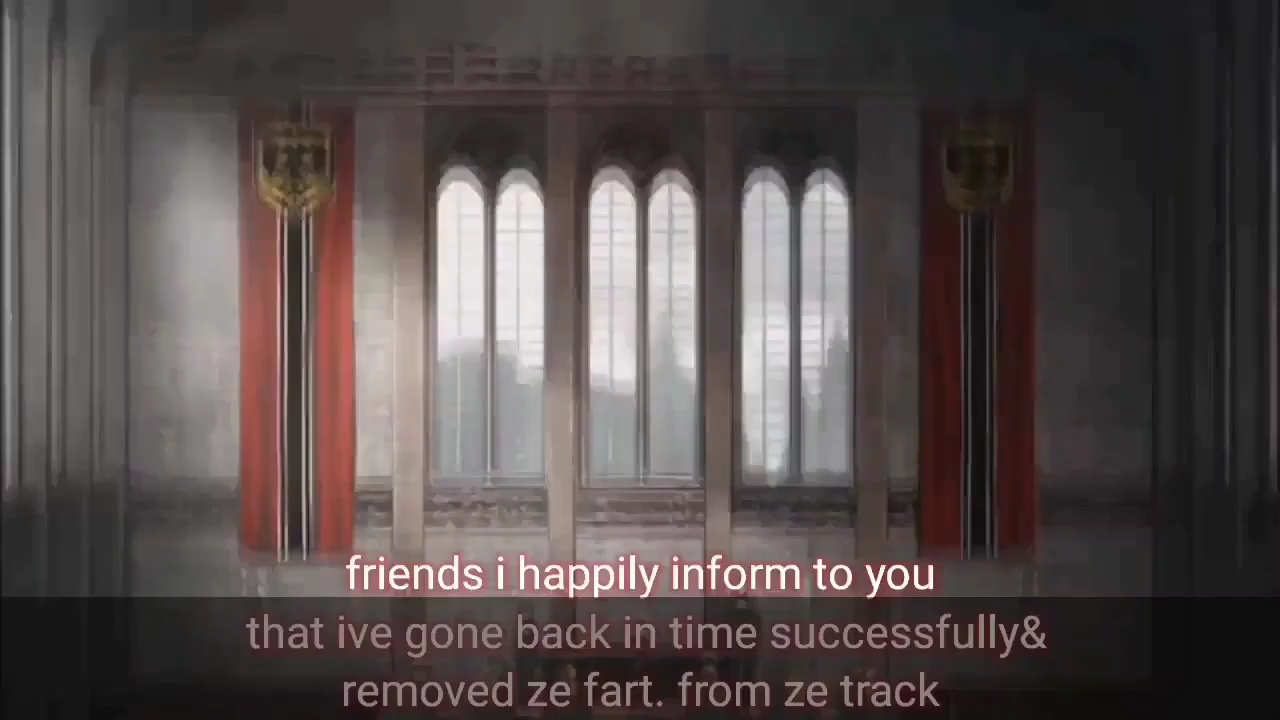 friends i happily inform to you
that ive gone back in time successfully&
removed ze fart. from ze track